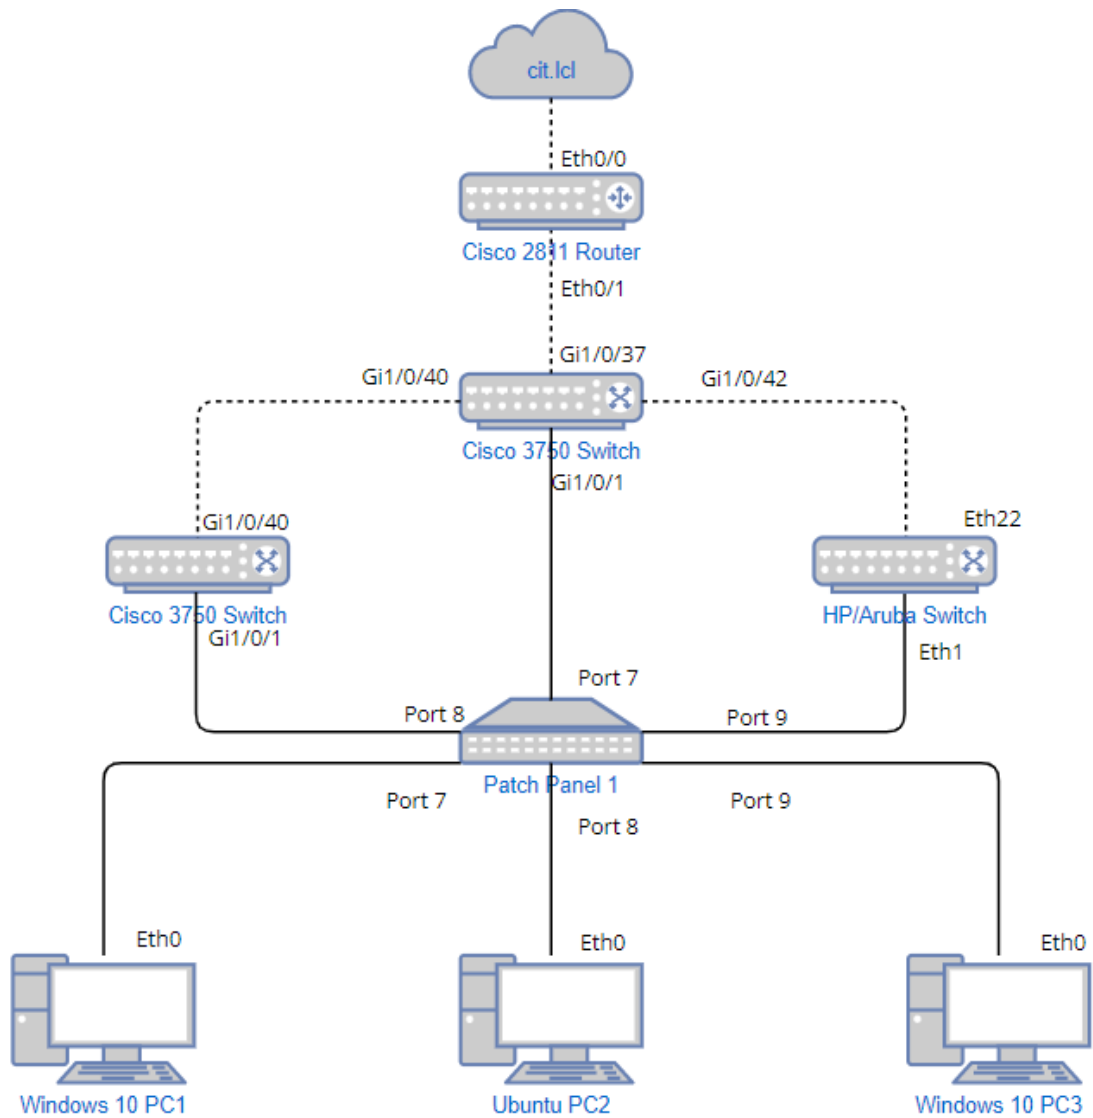 cit.lcl
Eth0/0
Cisco 2811 Router
Eth0/1
Gi1/0/37
Gi1/0/40
Gi1/0/42
Cisco 3750 Switch
Gi1/0/1
Gi1/0/40
Eth22
Cisco 3750 Switch
HP/Aruba Switch
Gi1/0/1
Eth1
Port 7
Port 8
Port 9
Patch Panel 1
Port 7
Port 9
Port 8
Eth0
Eth0
Eth0
Windows 10 PC1
Ubuntu PC2
Windows 10 PC3